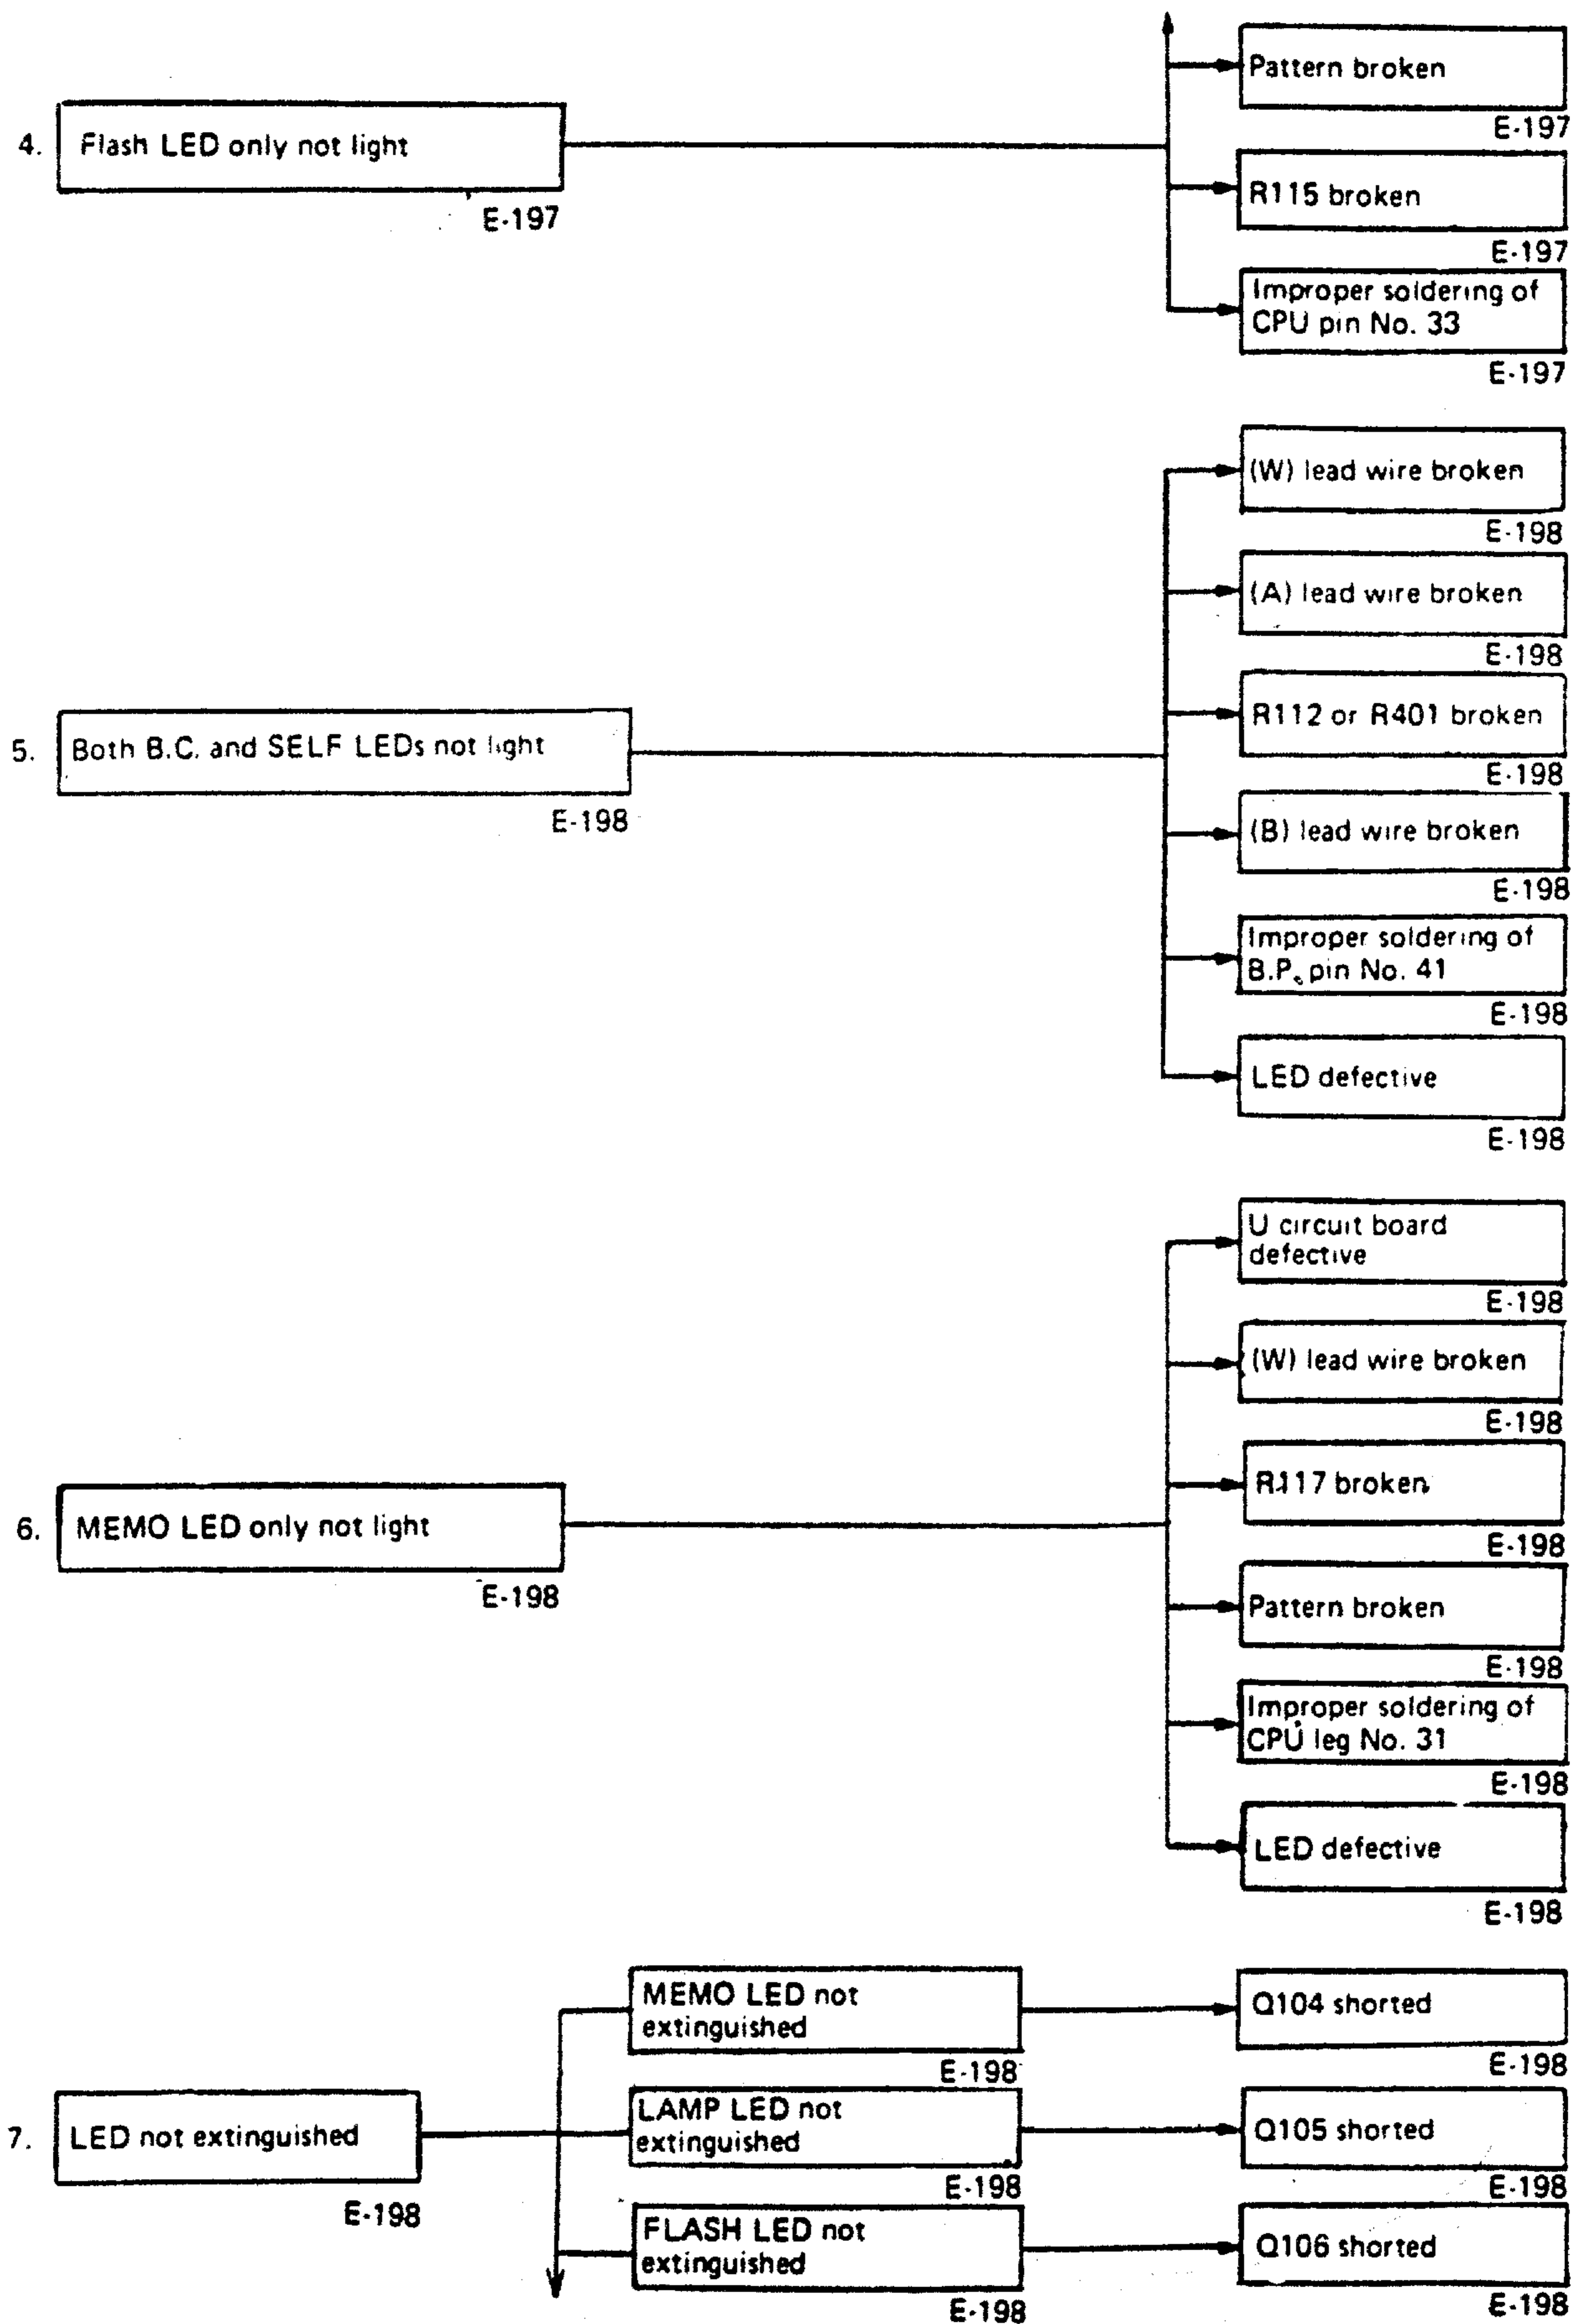 Pattern broken
E-197
4. Flash LED only not light
E-197
R115 broken
E-197
Improper soldering of
CPU pin No. 33
E-197
(W) lead wire broken
E-198
(A) lead wire broken
E-198
R112 or R401 broken
E-198
5. Both B.C. and SELF LEDs not light
E-198
(B) lead wire broken
E-198
Improper soldering of
B.P. pin No. 41
E-198
LED defective
E-198
U circuit board
defective
E-198
(W) lead wire broken
E-198
R117 broken
E-198
6. MEMO LED only not light
E-198
Pattern broken
E-198
Improper soldering of
CPU leg No. 31
E-198
LED defective
E-198
MEMO LED not
extinguished
E-198
Q104 shorted
E-198
7. LED not extinguished
E-198
LAMP LED not
extinguished
E-198
Q105 shorted
E-198
FLASH LED not
extinguished
E-198
Q106 shorted
E-198